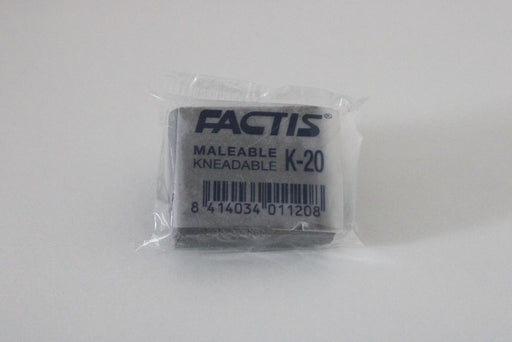 FACTIS®
MALEABLE
KNEADABLE K-20
8 414034 011208